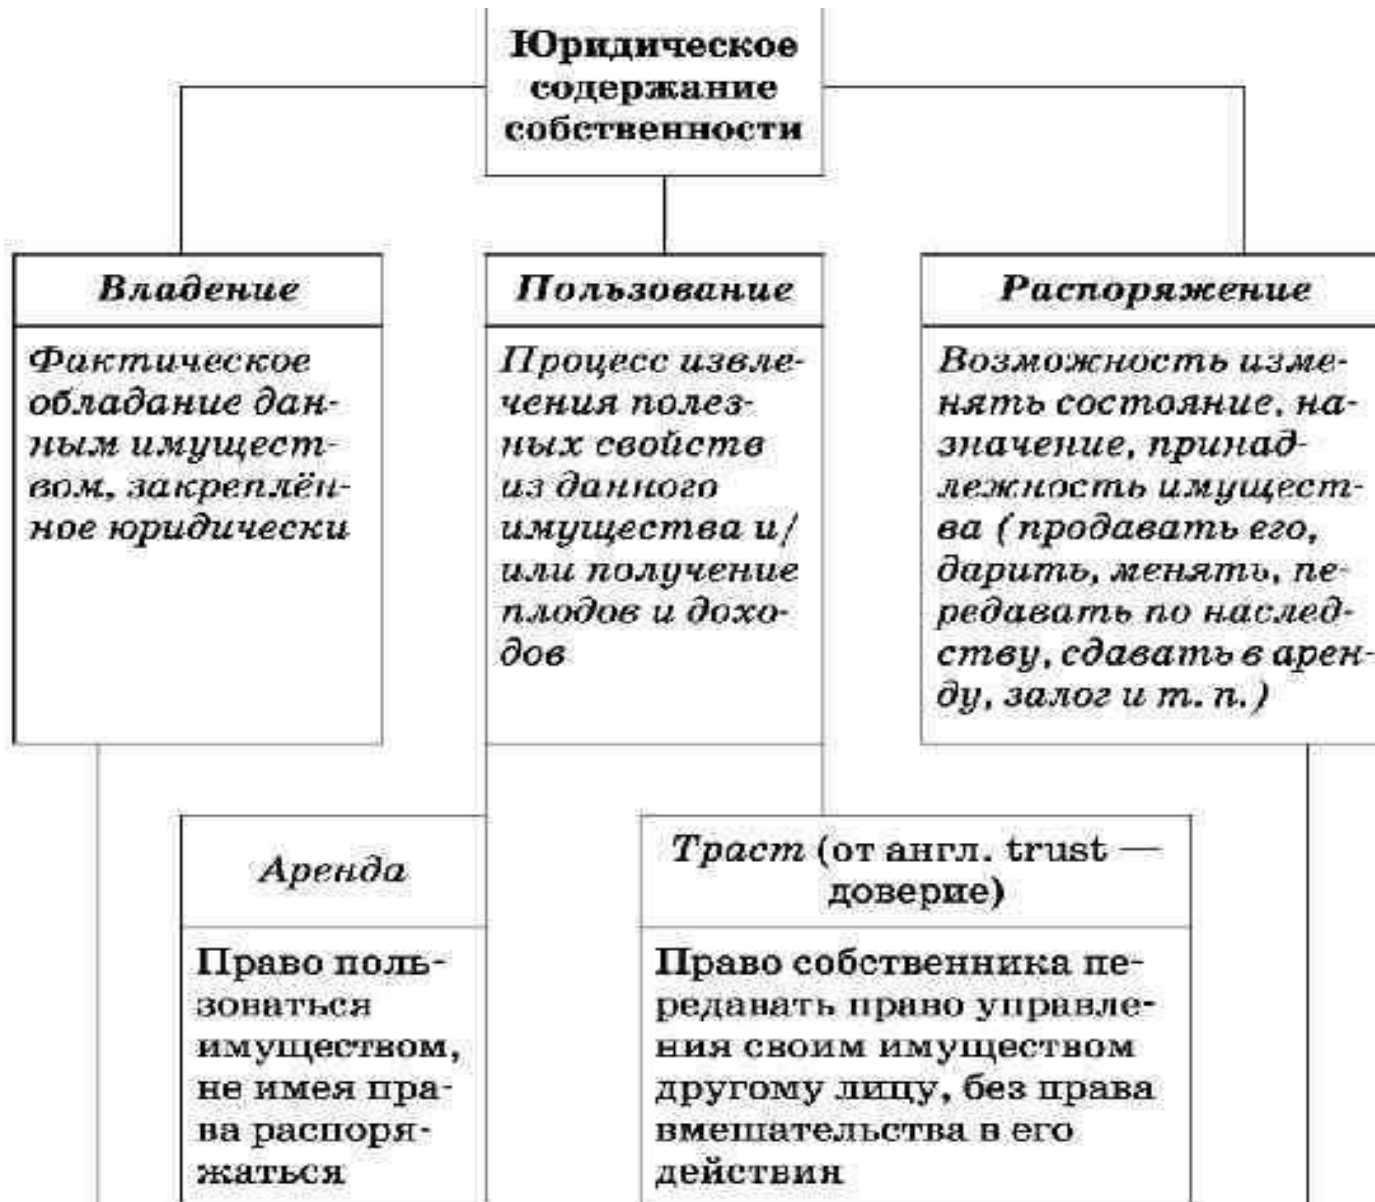 Юридическое
содержание
собственности
Владение
Фактическое
обладание дан-
ным имущест-
вом, закреплён-
ное юридически
Пользование
Процесс извле-
чения полез-
ных свойств
из данного
имущества и/
или получение
плодов и дохо-
дов
Распоряжение
Возможность изме-
нять состояние, на-
значение, принад-
лежность имущест-
ва (продавать его,
дарить, менять, пе-
редавать по наслед-
ству, сдавать в арен-
ду, залог и т. п.)
Аренда
Право поль-
зоваться
имуществом,
не имея пра-
ва распоря-
жаться
Траст (от англ. trust —
доверие)
Право собственника пе-
редавать право управле-
ния своим имуществом
другому лицу, без права
вмешательства в его
действия